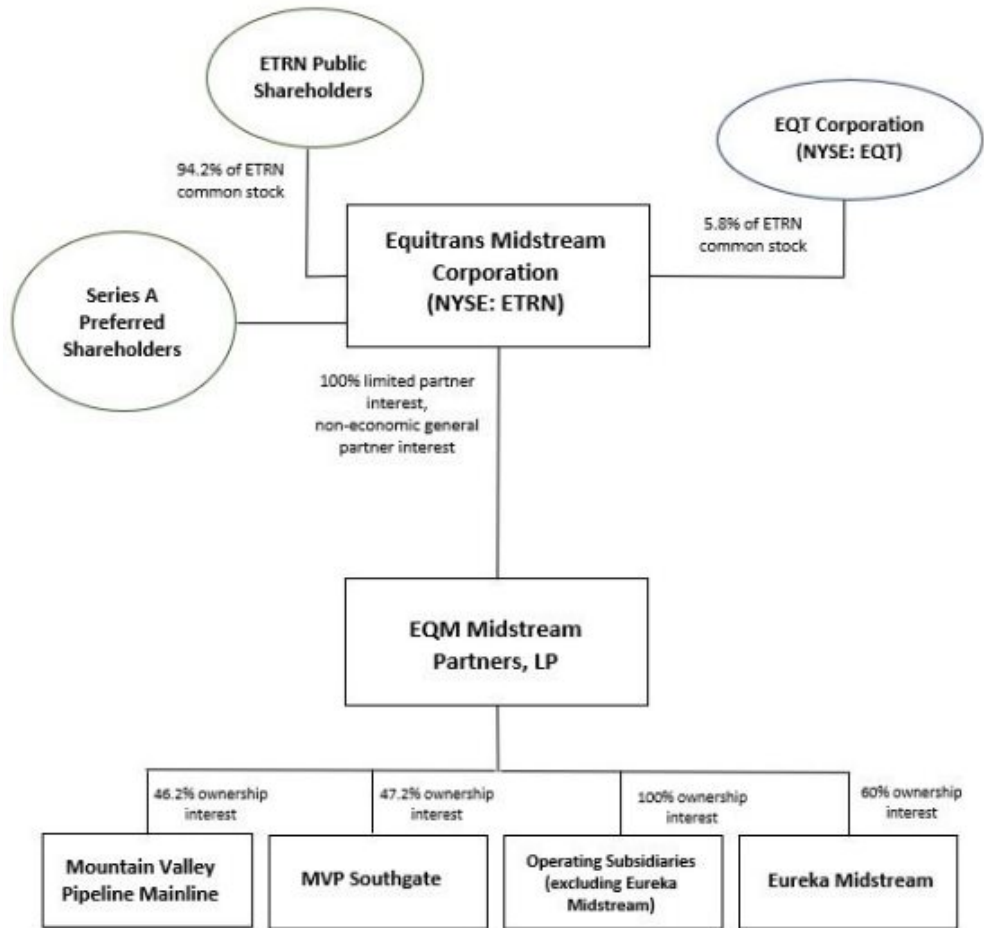 ETRN Public
Shareholders
EQT Corporation
(NYSE: EQT)
94.2% of ETRN
common stock
5.8% of ETRN
common stock
Equitrans Midstream
Corporation
(NYSE: ETRN)
Series A
Preferred
Shareholders
100% limited partner
interest,
non-economic general
partner interest
EQM Midstream
Partners, LP
46.2% ownership
interest
47.2% ownership
interest
100% ownership
interest
60% ownership
interest
Mountain Valley
Pipeline Mainline
MVP Southgate
Operating Subsidiaries
(excluding Eureka
Midstream)
Eureka Midstream